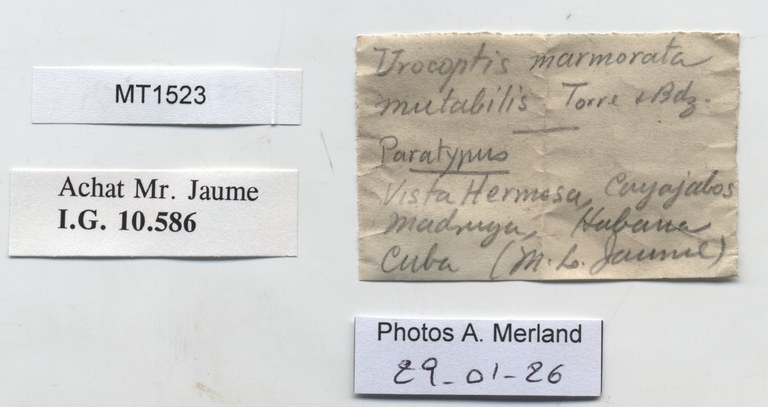 MT1523
Achat Mr. Jaume
I.G. 10.586
Urocoptis marmorata
mutabilis Torre & Bdz.
Paratypus
Vista Hermosa, Cayajabos
Madruga, Habana
Cuba (M. L. Jaume)
Photos A. Merland
29-01-26